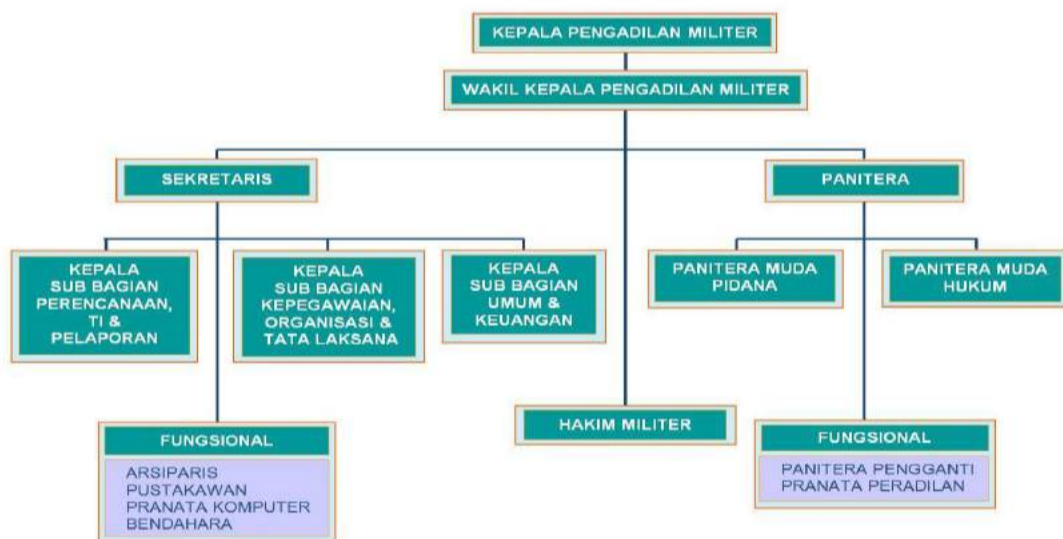 KEPALA PENGADILAN MILITER
WAKIL KEPALA PENGADILAN MILITER
SEKRETARIS
PANITERA
KEPALA
SUB BAGIAN
PERENCANAAN,
TI &
PELAPORAN
KEPALA
SUB BAGIAN
KEPEGAWAIAN,
ORGANISASI &
TATA LAKSANA
KEPALA
SUB BAGIAN
UMUM &
KEUANGAN
PANITERA MUDA
PIDANA
PANITERA MUDA
HUKUM
FUNGSIONAL
ARSIPARIS
PUSTAKAWAN
PRANATA KOMPUTER
BENDAHARA
HAKIM MILITER
FUNGSIONAL
PANITERA PENGGANTI
PRANATA PERADILAN